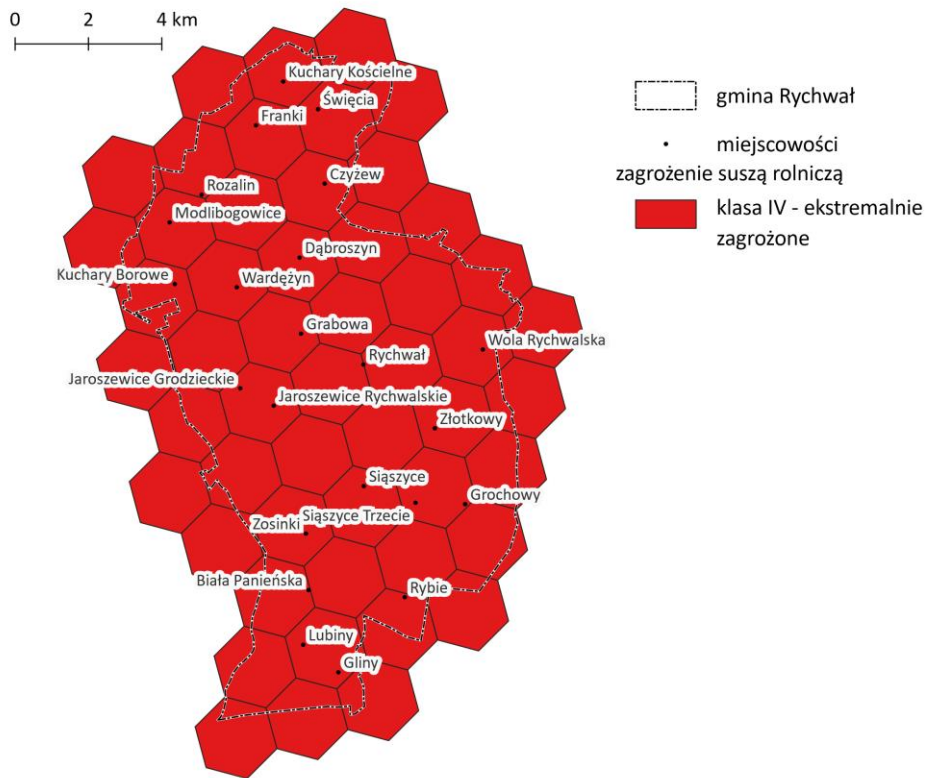 0 2 4 km
Kuchary Kościelne
Święcia
Franki
Czyżew
Rozalin
Modlibogowice
Dąbroszyn
Kuchary Borowe
Wardężyn
Grabowa
Wola Rychwalska
Rychwał
Jaroszewice Grodzieckie
Jaroszewice Rychwalskie
Złotkowy
Siąszyce
Grochowy
Siąszyce Trzecie
Zosinki
Biała Panieńska
Rybie
Lubiny
Gliny
gmina Rychwał
miejscowości
zagrożenie suszą rolniczą
klasa IV - ekstremalnie
zagrożone